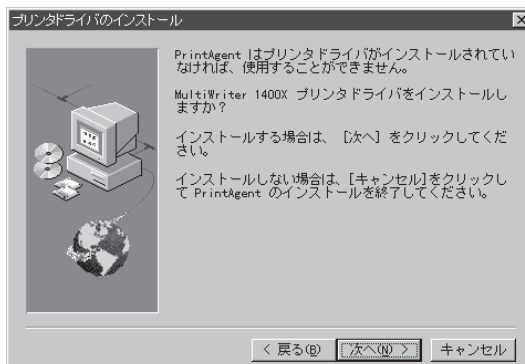 プリンタドライバのインストール
PrintAgent はプリンタドライバがインストールされてい
なければ、使用することができません。
MultiWriter 1400X プリンタドライバをインストールし
ますか？
インストールする場合は、［次へ］をクリックしてくだ
さい。
インストールしない場合は、[キャンセル]をクリックし
て PrintAgent のインストールを終了してください。
< 戻る(B)
次へ(N) >
キャンセル